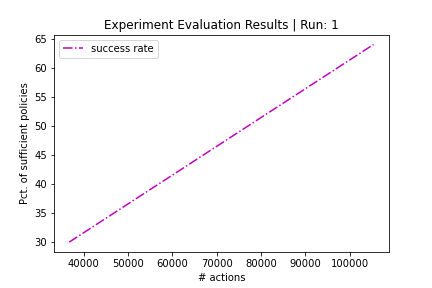 Experiment Evaluation Results | Run: 1
success rate
Pct. of sufficient policies
65
60
55
50
45
40
35
30
40000 50000 60000 70000 80000 90000 100000
# actions